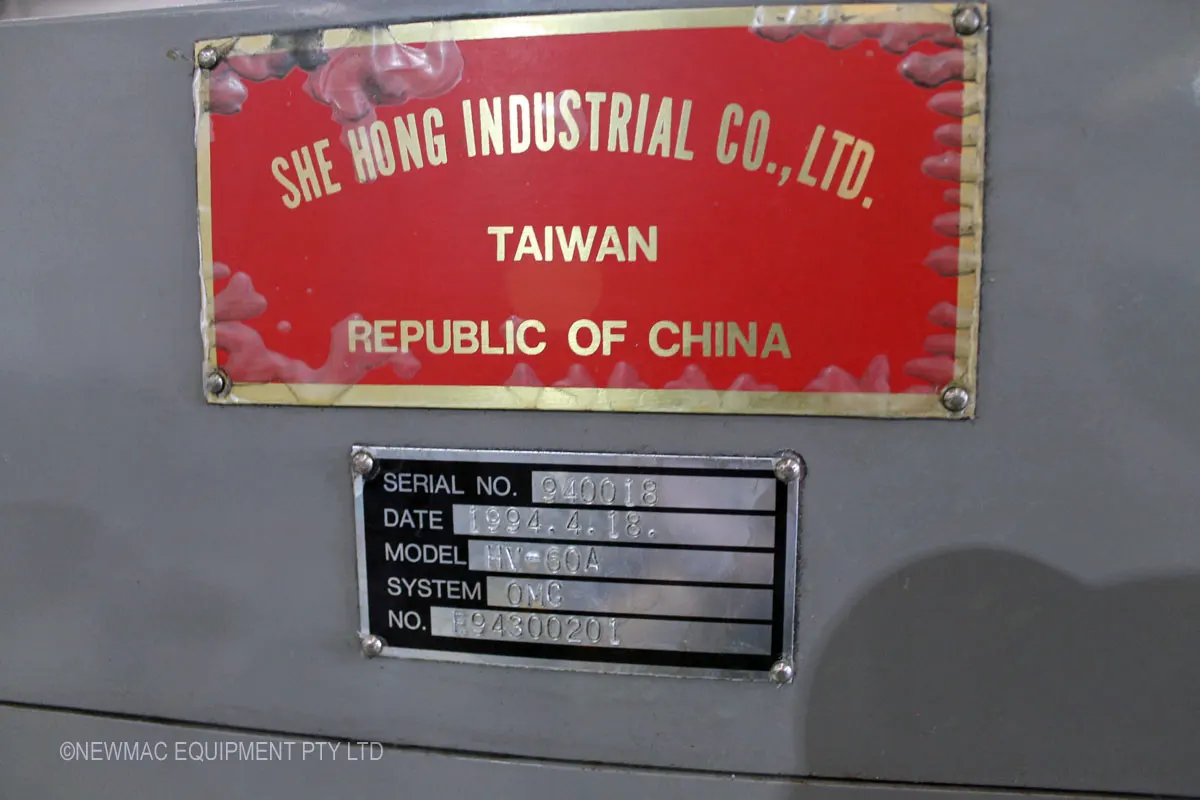 SHE HONG INDUSTRIAL CO.,LTD.
TAIWAN
REPUBLIC OF CHINA
SERIAL NO. 940018
DATE 1994.4.18.
MODEL HV-60A
SYSTEM OMC
NO. R94300201
©NEWMAC EQUIPMENT PTY LTD